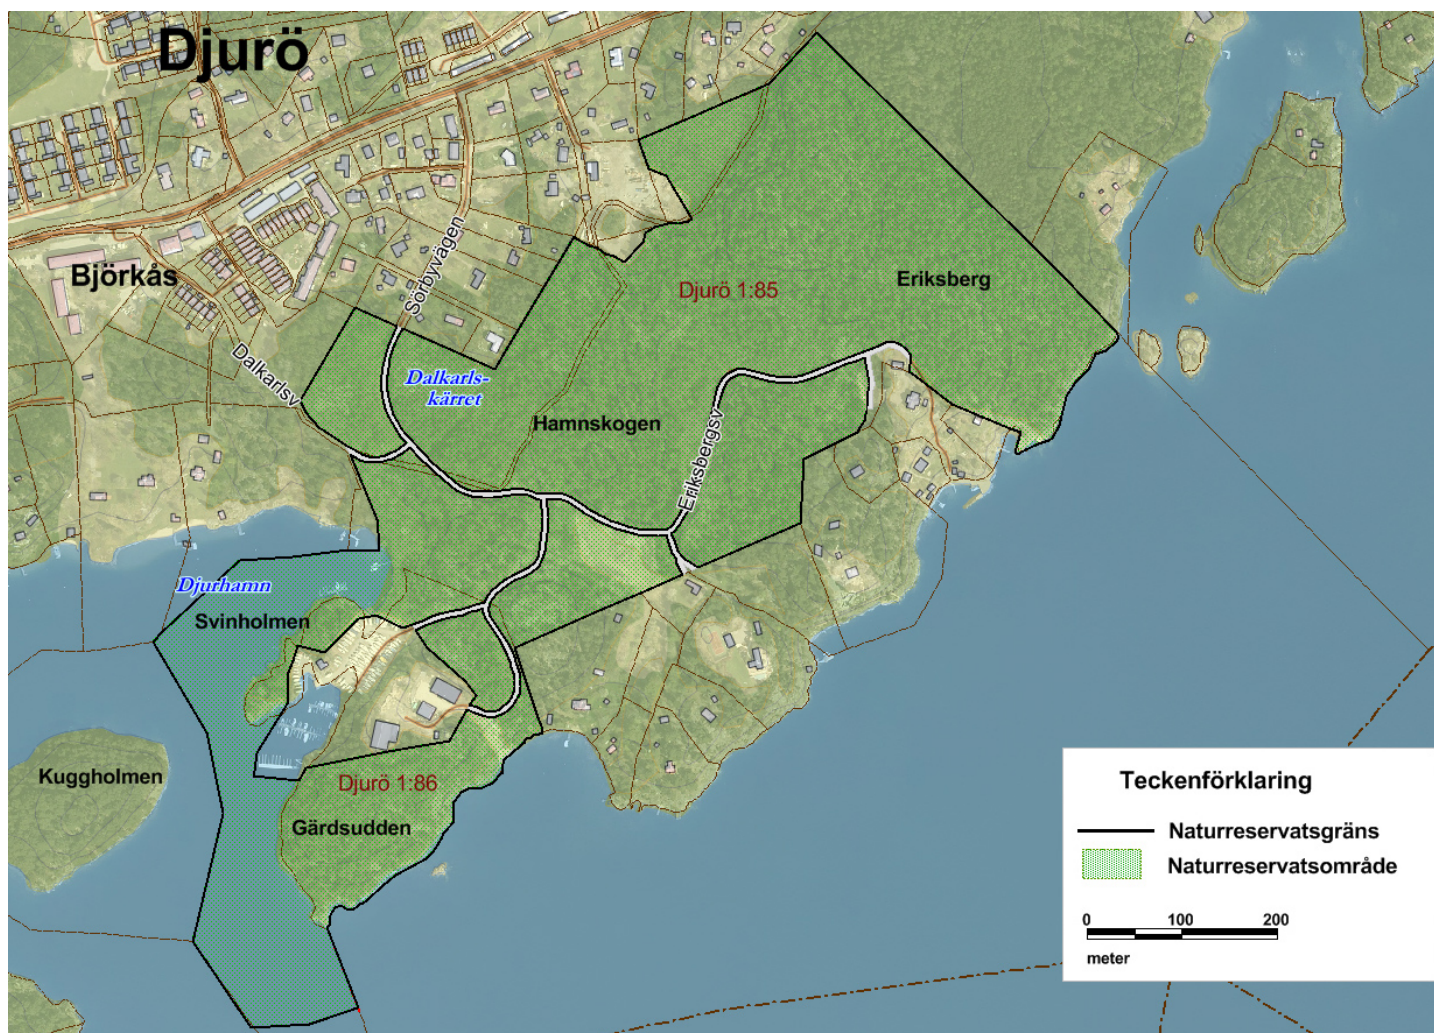 Djurö
Björkås
Sörbyvägen
Dalkarlsv
Dalkarls-
kärret
Djurö 1:85
Eriksberg
Hamnskogen
Eriksbergsv
Djurhamn
Svinholmen
Kuggholmen
Djurö 1:86
Gärdsudden
Teckenförklaring
Naturreservatsgräns
Naturreservatsområde
0 100 200
meter